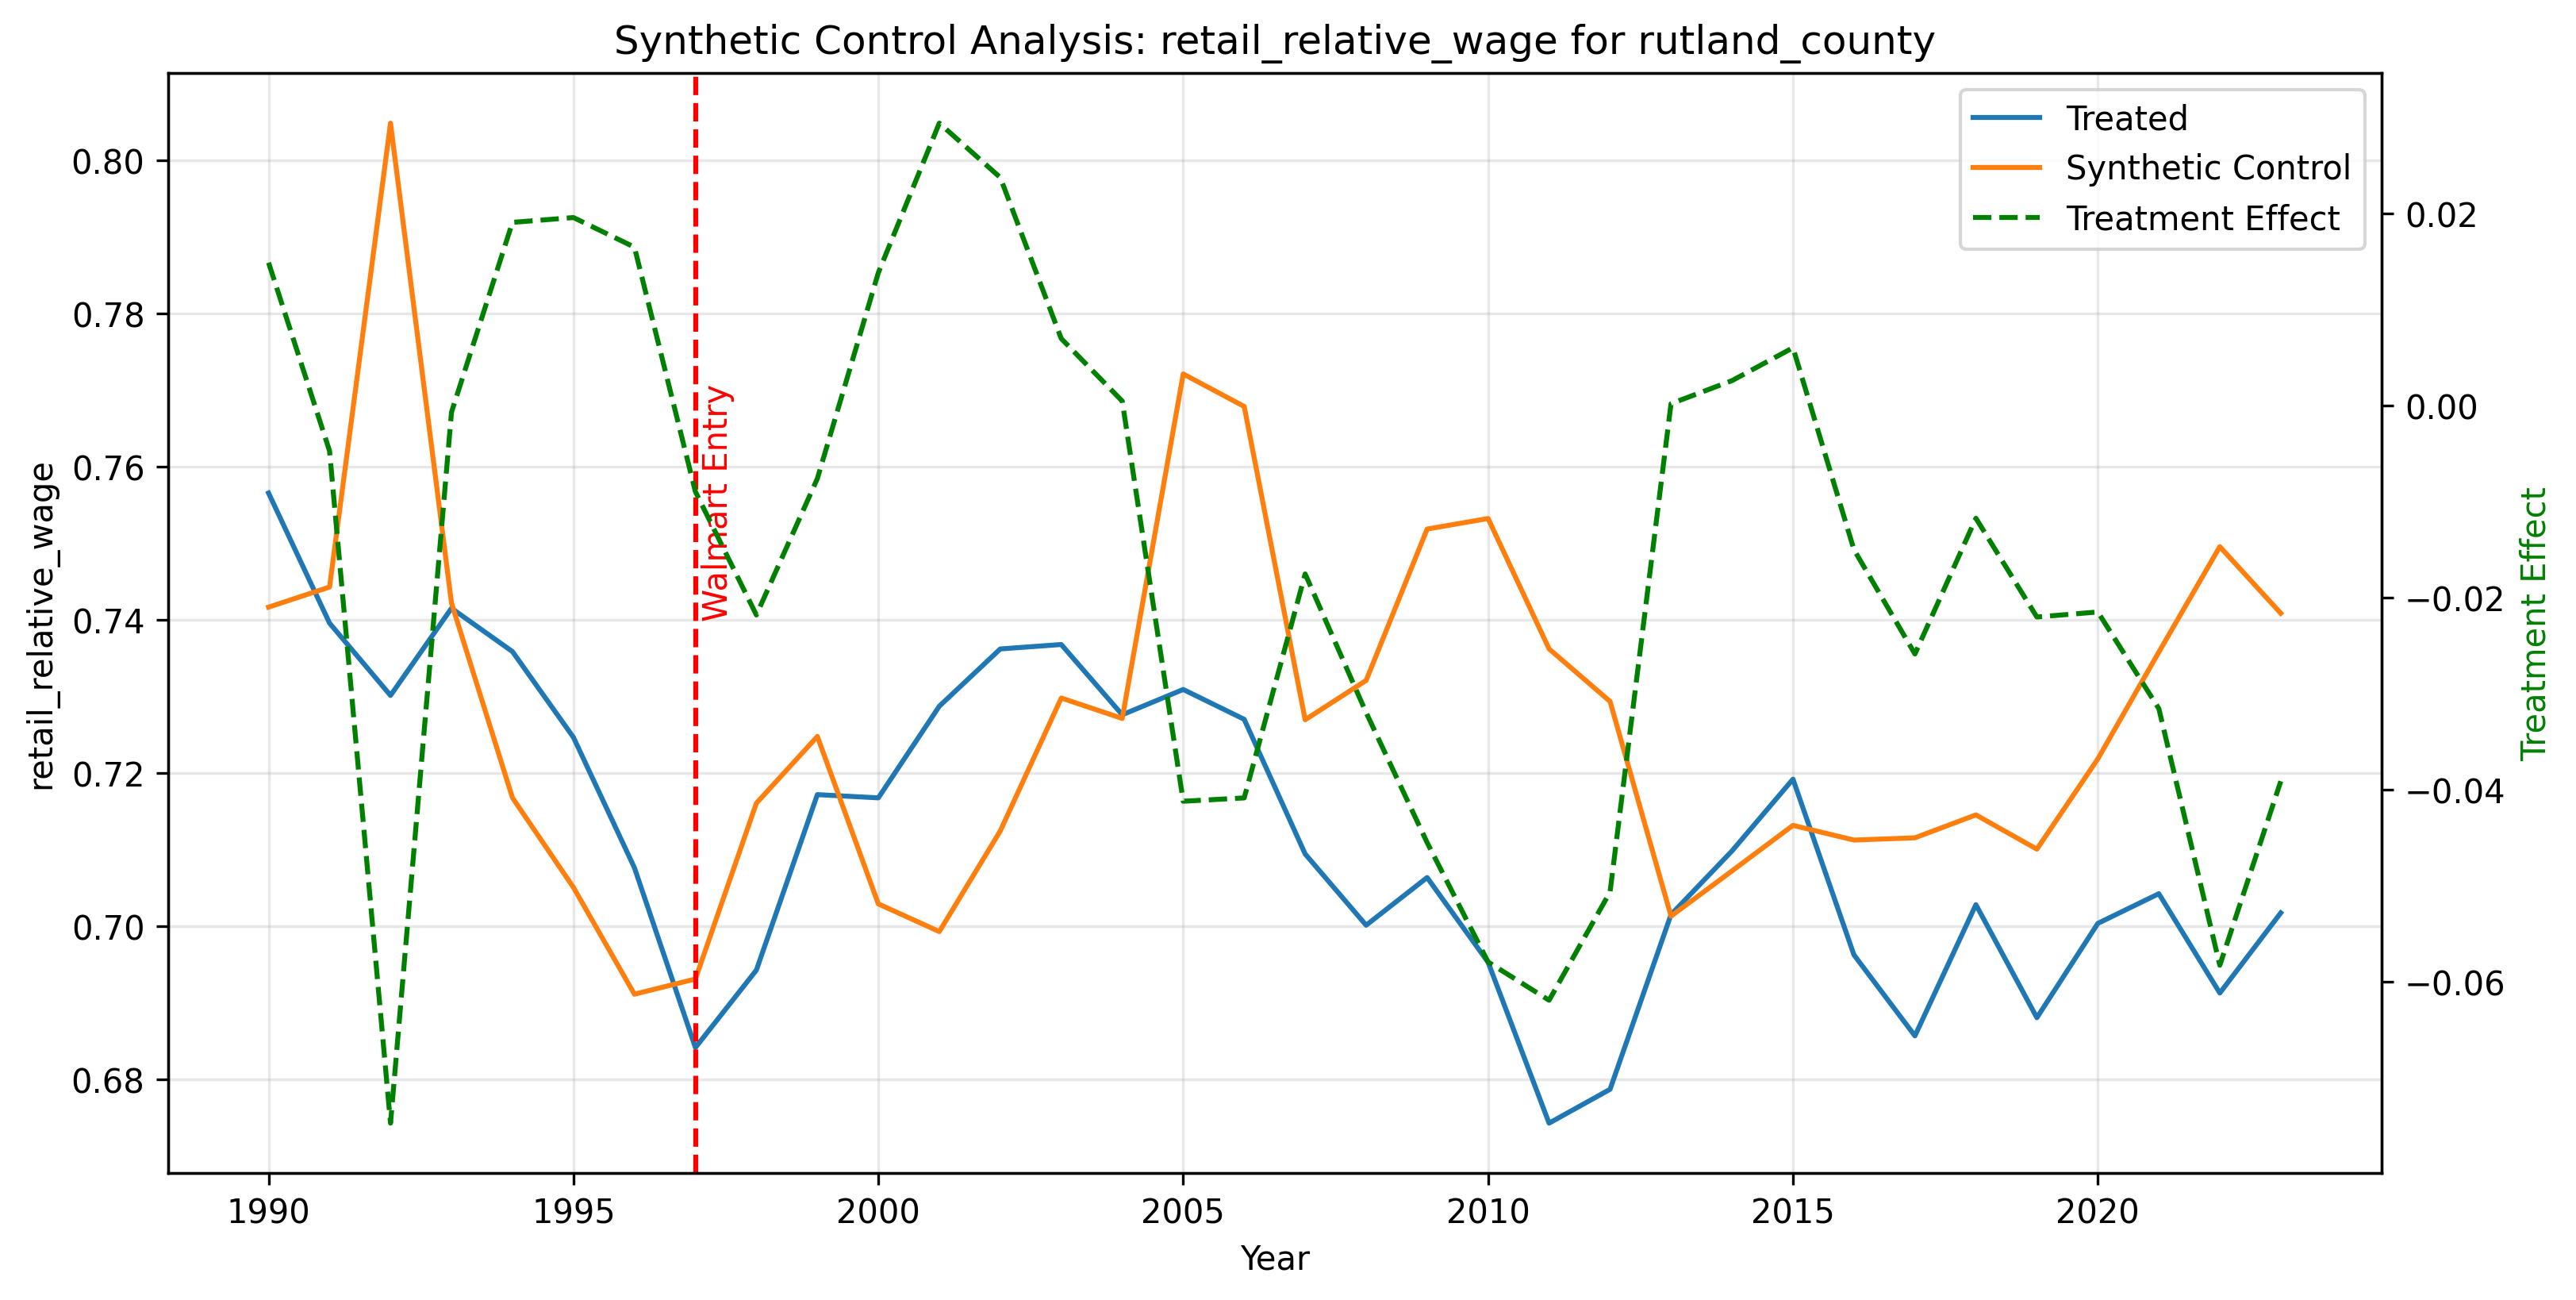 Synthetic Control Analysis: retail_relative_wage for rutland_county
Treated
Synthetic Control
Treatment Effect
0.80
0.78
0.76
0.74
0.72
0.70
0.68
retail_relative_wage
Walmart Entry
0.02
0.00
−0.02
−0.04
−0.06
Treatment Effect
1990
1995
2000
2005
2010
2015
2020
Year